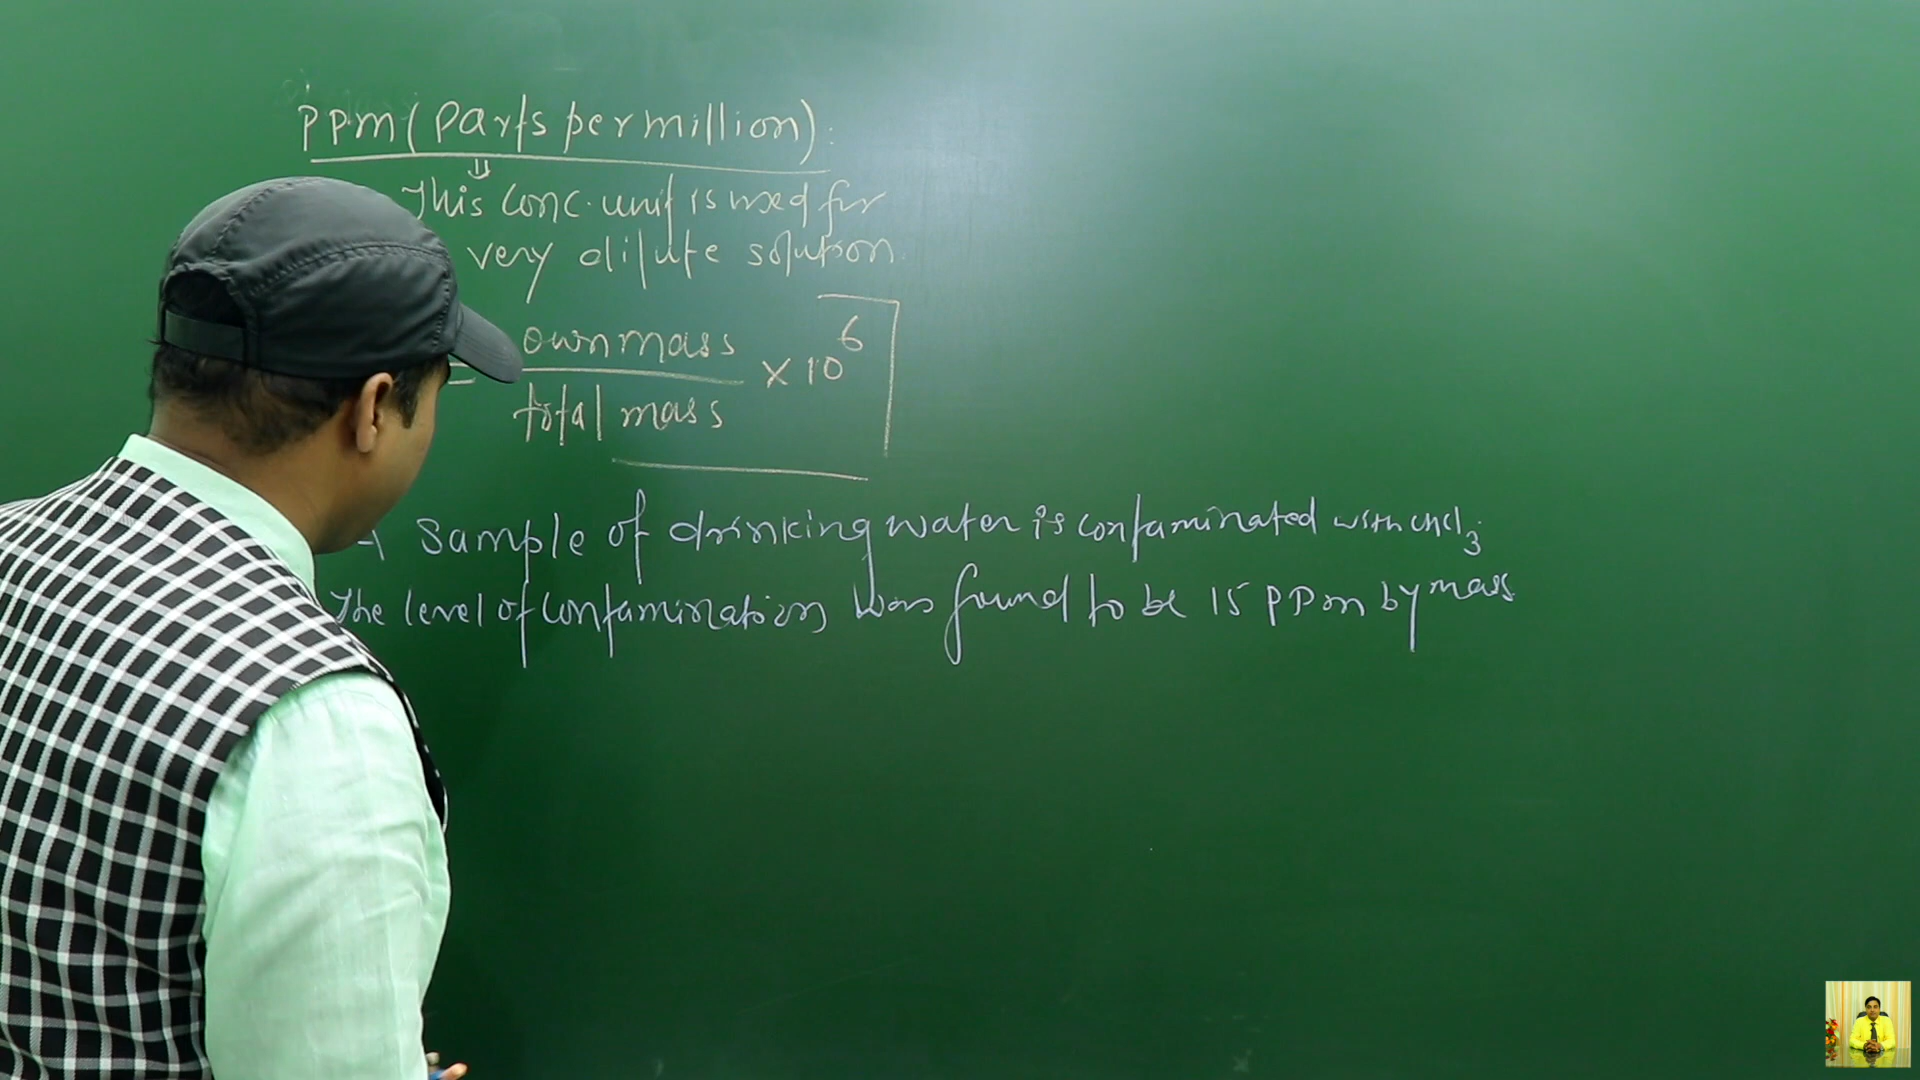 ppm (Parts per million):
This conc. unit is used for
very dilute solution.
= own mass / total mass × 10⁶
A Sample of drinking water is contaminated with CHCl₃.
The level of contamination was found to be 15 ppm by mass.